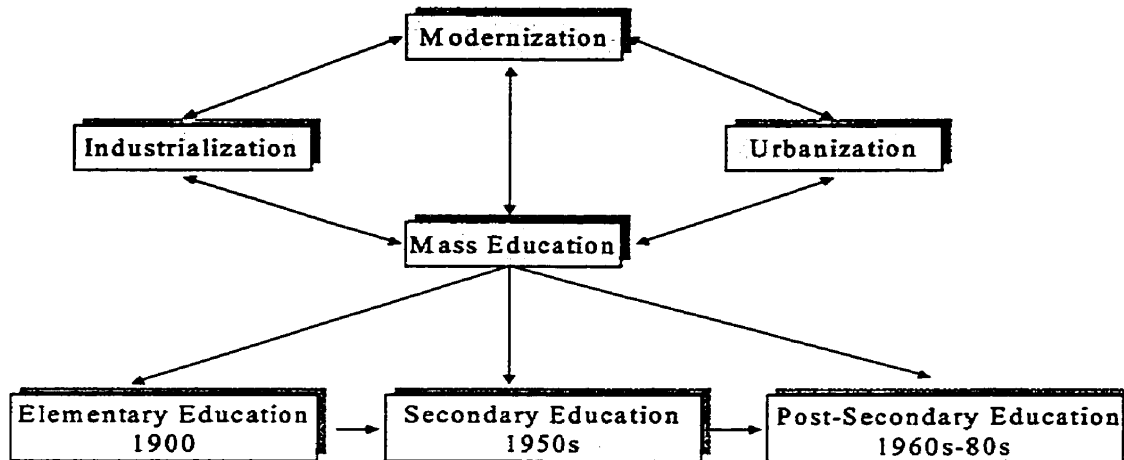 Modernization
Industrialization
Urbanization
Mass Education
Elementary Education
1900
Secondary Education
1950s
Post-Secondary Education
1960s-80s